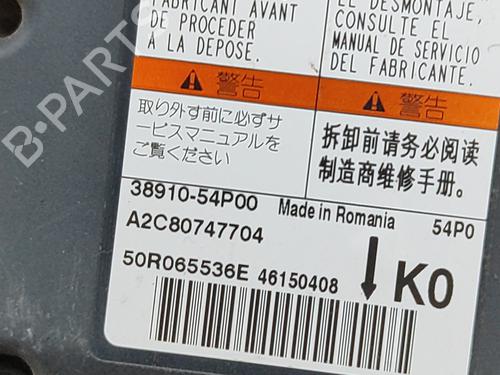 FABRICANT AVANT
DE PROCEDER
A LA DEPOSE.
EL DESMONTAJE,
CONSULTE EL
MANUAL DE SERVICIO
DEL FABRICANTE.
警告
警告
取り外す前に必ずサ
ービスマニュアルを
ご覧ください
拆卸前请务必阅读
制造商维修手册.
38910-54P00 Made in Romania 54P0
A2C80747704
50R065536E 46150408 K0
B-PARTS